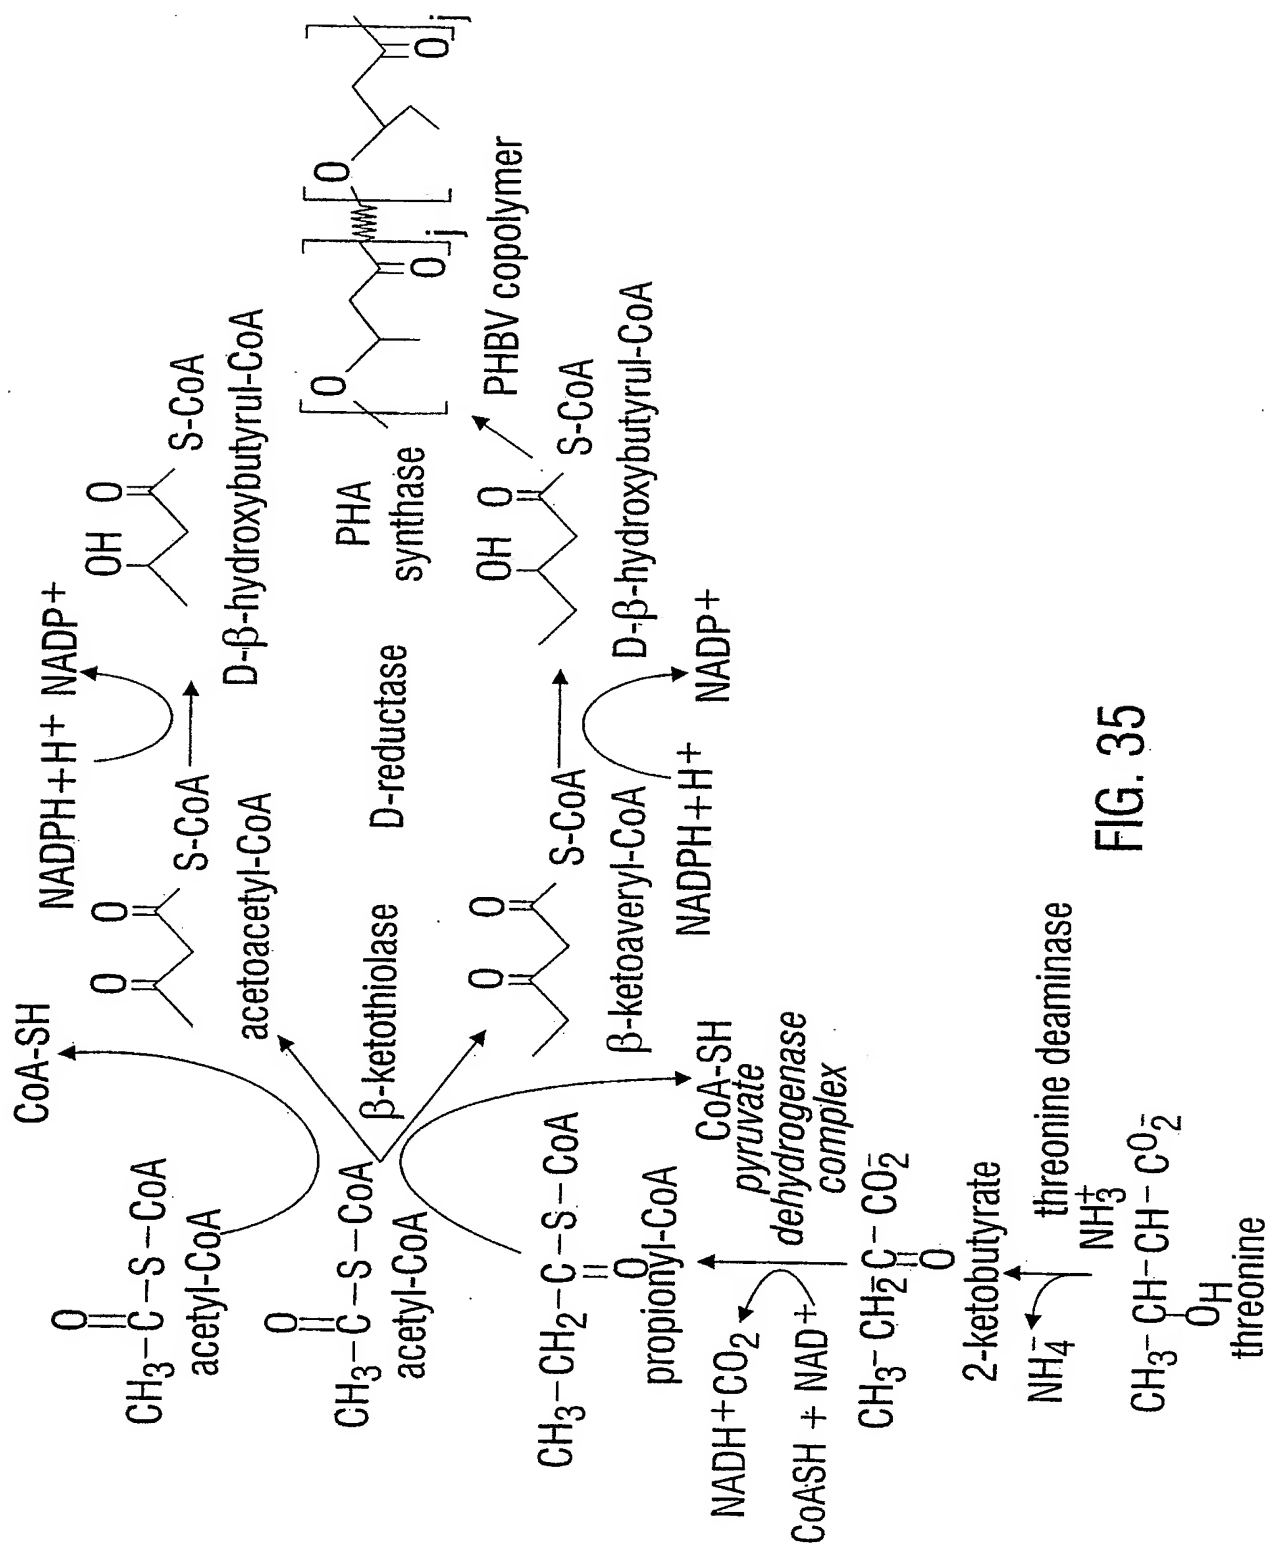 CoA-SH
NADPH+H+ NADP+
O
CH3-C-S-CoA
acetyl-CoA
O O
S-CoA
acetoacetyl-CoA
OH O
S-CoA
D-β-hydroxybutyrul-CoA
O
CH3-C-S-CoA
acetyl-CoA
β-ketothiolase
D-reductase
PHA
synthase
O
O
j
O
O
j
PHBV copolymer
CH3-CH2-C-S-CoA
O
propionyl-CoA
O O
S-CoA
β-ketoaveryl-CoA
OH O
S-CoA
D-β-hydroxybutyrul-CoA
NADPH+H+
NADP+
CoA-SH
NADH+CO2
CoASH + NAD+
pyruvate
dehydrogenase
complex
CH3-CH2-C-CO2-
O
2-ketobutyrate
NH4-
threonine deaminase
NH3+
CH3-CH-CH-CO2-
OH
threonine
FIG. 35